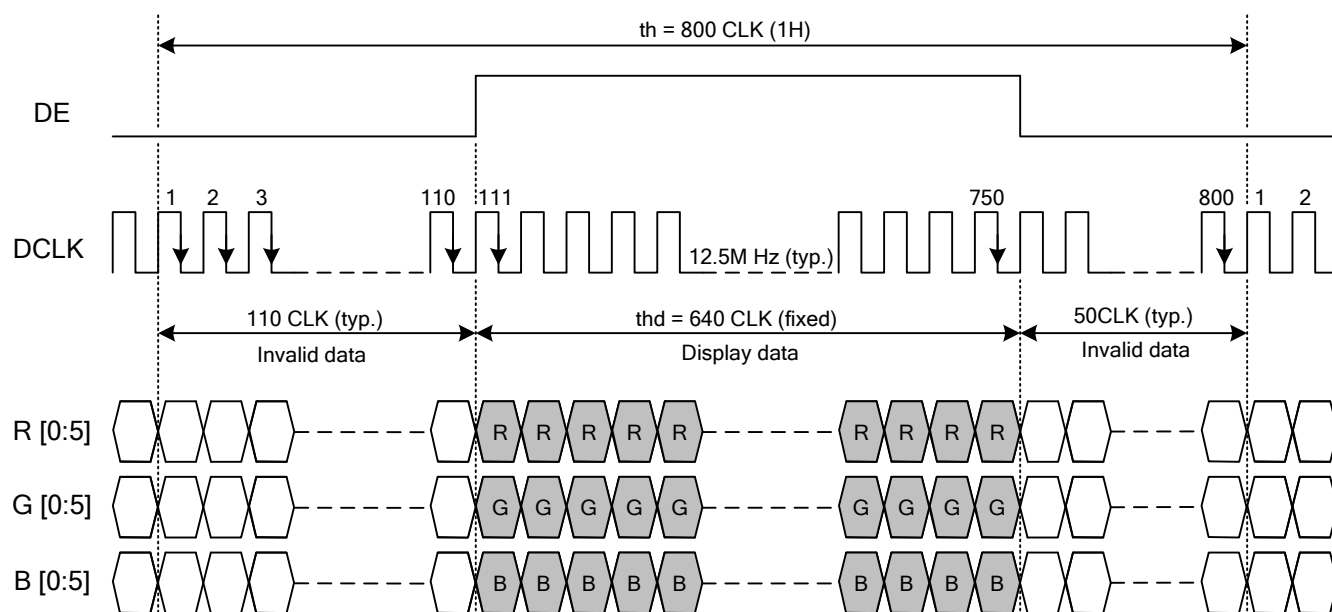 th = 800 CLK (1H)
DE
1 2 3 110 111 750 800 1 2
DCLK
12.5M Hz (typ.)
110 CLK (typ.) thd = 640 CLK (fixed) 50CLK (typ.)
Invalid data Display data Invalid data
R [0:5] R R R R R R R R R
G [0:5] G G G G G G G G G
B [0:5] B B B B B B B B B